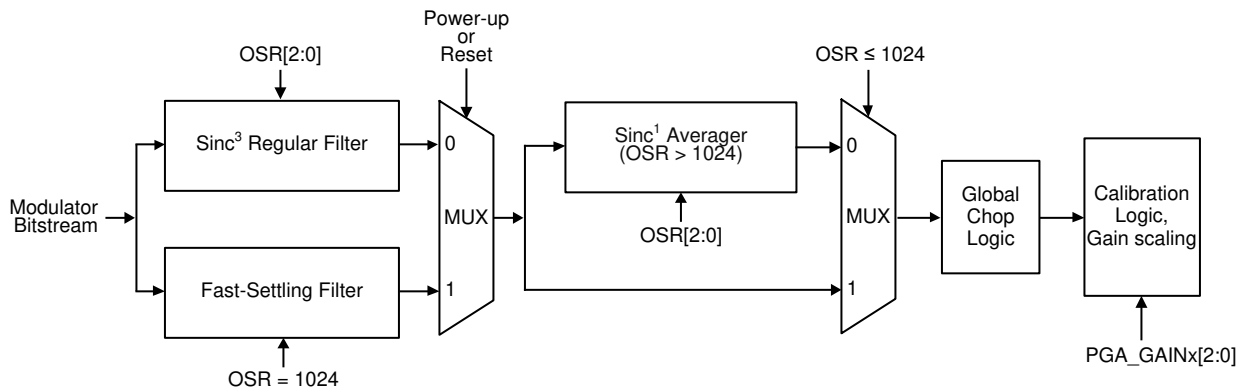 Power-up
or
Reset
OSR[2:0]
OSR ≤ 1024
Sinc³ Regular Filter
0
Sinc¹ Averager
(OSR > 1024)
0
Modulator
Bitstream
MUX
OSR[2:0]
MUX
Global
Chop
Logic
Calibration
Logic,
Gain scaling
Fast-Settling Filter
1
1
OSR = 1024
PGA_GAINx[2:0]